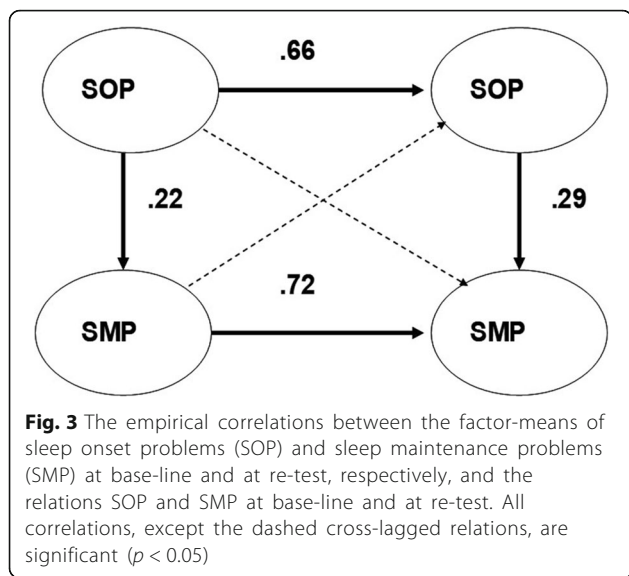 .66
SOP
SOP
.22
.29
.72
SMP
SMP
Fig. 3 The empirical correlations between the factor-means of
sleep onset problems (SOP) and sleep maintenance problems
(SMP) at base-line and at re-test, respectively, and the
relations SOP and SMP at base-line and at re-test. All
correlations, except the dashed cross-lagged relations, are
significant (p < 0.05)